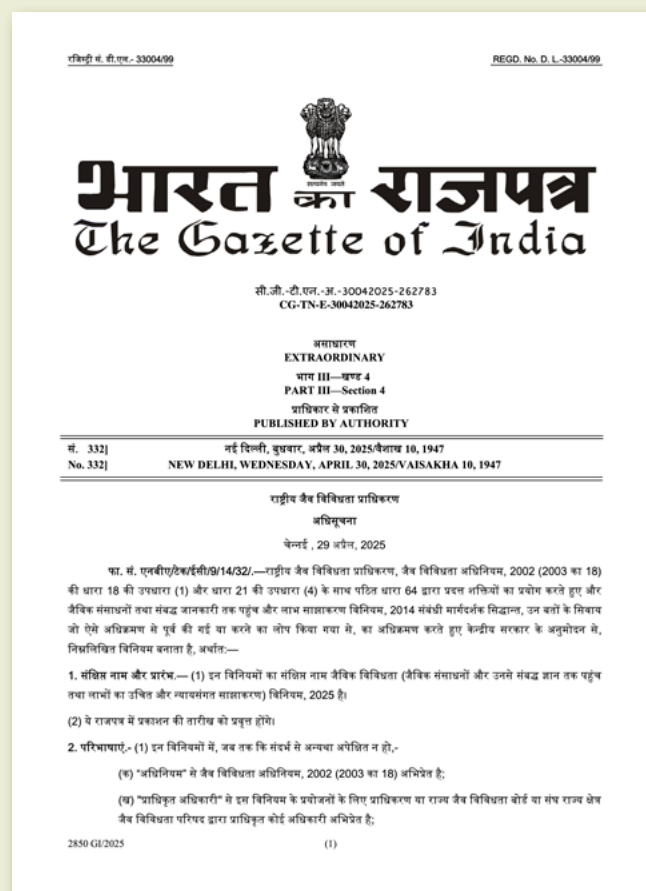 रजिस्ट्री सं. डी.एल.- 33004/99
REGD. No. D. L.-33004/99
सत्यमेव जयते
भारत का राजपत्र
The Gazette of India
सी.जी.-टी.एन.-अ.-30042025-262783
CG-TN-E-30042025-262783
असाधारण
EXTRAORDINARY
भाग III—खण्ड 4
PART III—Section 4
प्राधिकार से प्रकाशित
PUBLISHED BY AUTHORITY
सं. 332] नई दिल्ली, बुधवार, अप्रैल 30, 2025/वैशाख 10, 1947
No. 332] NEW DELHI, WEDNESDAY, APRIL 30, 2025/VAISAKHA 10, 1947
राष्ट्रीय जैव विविधता प्राधिकरण
अधिसूचना
चेन्नई , 29 अप्रैल, 2025
फा. सं. एनबीए/टेक/ईसी/9/14/32/.—राष्ट्रीय जैव विविधता प्राधिकरण, जैव विविधता अधिनियम, 2002 (2003 का 18)
की धारा 18 की उपधारा (1) और धारा 21 की उपधारा (4) के साथ पठित धारा 64 द्वारा प्रदत्त शक्तियों का प्रयोग करते हुए और
जैविक संसाधनों तथा संबद्ध जानकारी तक पहुंच और लाभ साझाकरण विनियम, 2014 संबंधी मार्गदर्शक सिद्धान्त, उन बतों के सिवाय
जो ऐसे अधिक्रमण से पूर्व की गई या करने का लोप किया गया से, का अधिक्रमण करते हुए केन्द्रीय सरकार के अनुमोदन से,
निम्नलिखित विनियम बनाता है, अर्थात:—
1. संक्षिप्त नाम और प्रारंभ.— (1) इन विनियमों का संक्षिप्त नाम जैविक विविधता (जैविक संसाधनों और उनसे संबद्ध ज्ञान तक पहुंच
तथा लाभों का उचित और न्यायसंगत साझाकरण) विनियम, 2025 है।
(2) ये राजपत्र में प्रकाशन की तारीख को प्रवृत्त होंगे।
2. परिभाषाएं.- (1) इन विनियमों में, जब तक कि संदर्भ से अन्यथा अपेक्षित न हो,-
(क) "अधिनियम" से जैव विविधता अधिनियम, 2002 (2003 का 18) अभिप्रेत है;
(ख) "प्राधिकृत अधिकारी" से इस विनियम के प्रयोजनों के लिए प्राधिकरण या राज्य जैव विविधता बोर्ड या संघ राज्य क्षेत्र
जैव विविधता परिषद द्वारा प्राधिकृत कोई अधिकारी अभिप्रेत है;
2850 GI/2025 (1)